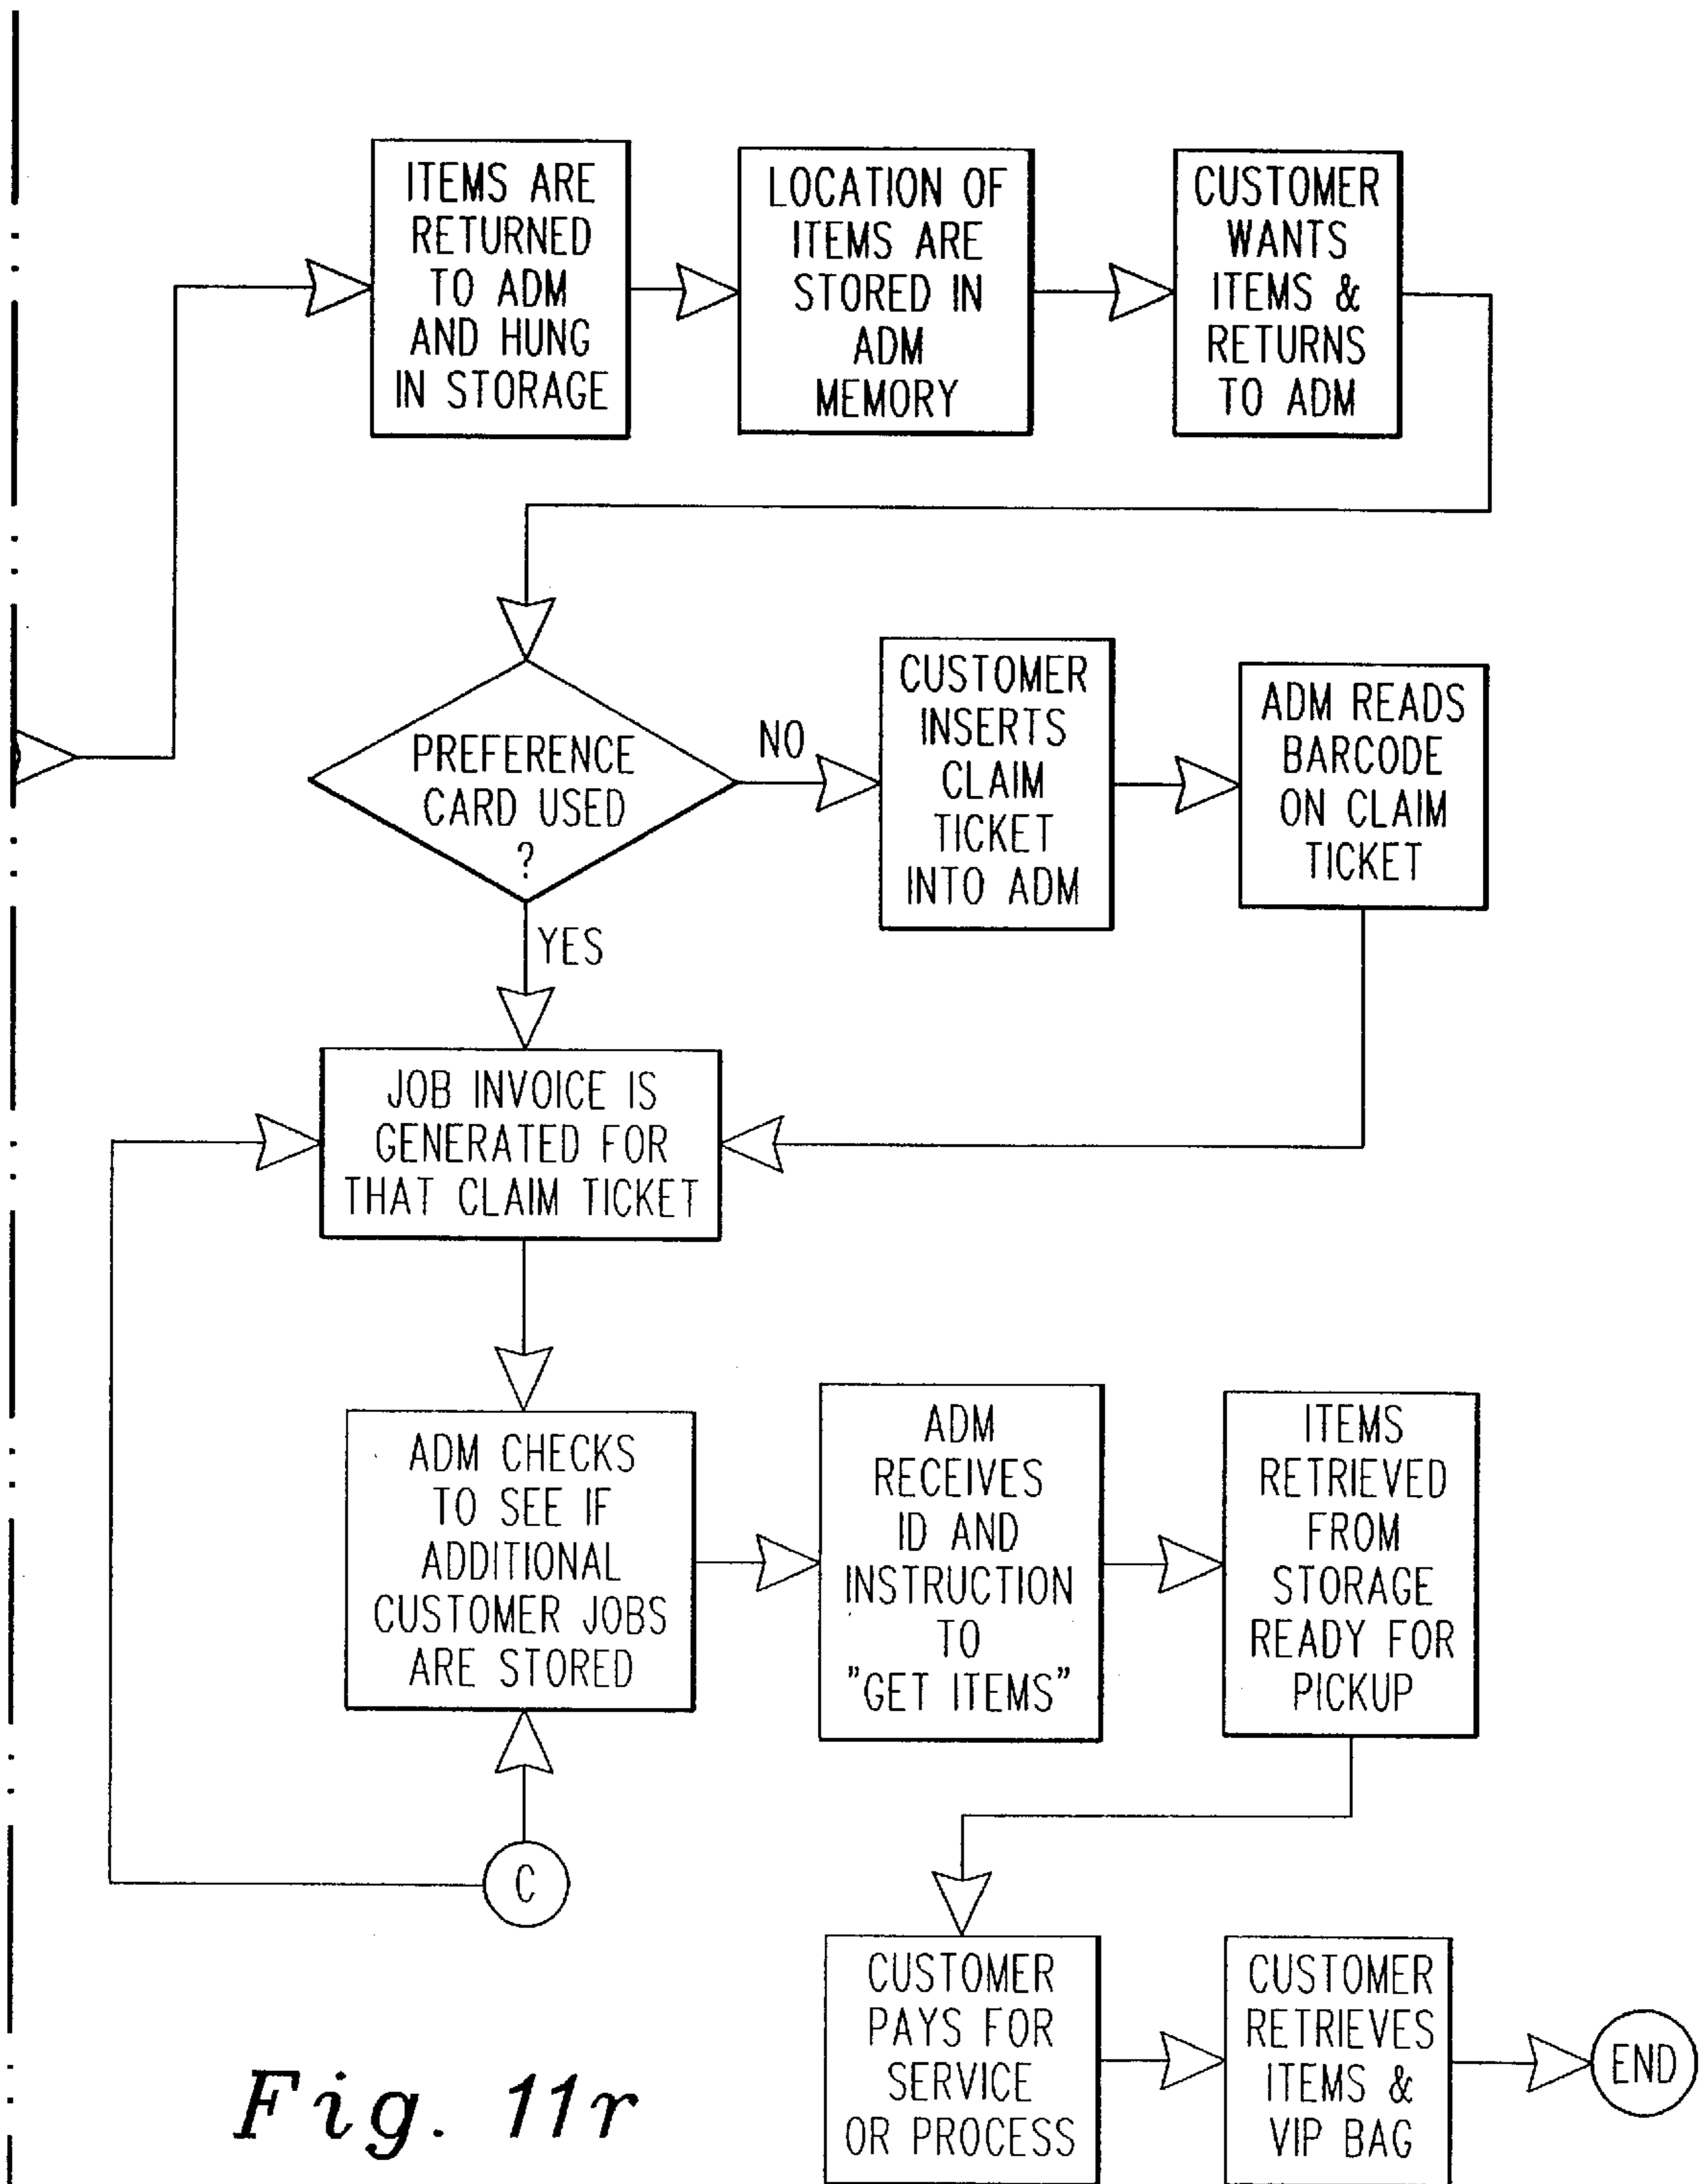 ITEMS ARE
RETURNED
TO ADM
AND HUNG
IN STORAGE
LOCATION OF
ITEMS ARE
STORED IN
ADM
MEMORY
CUSTOMER
WANTS
ITEMS &
RETURNS
TO ADM
PREFERENCE
CARD USED
?
NO
CUSTOMER
INSERTS
CLAIM
TICKET
INTO ADM
ADM READS
BARCODE
ON CLAIM
TICKET
YES
JOB INVOICE IS
GENERATED FOR
THAT CLAIM TICKET
ADM CHECKS
TO SEE IF
ADDITIONAL
CUSTOMER JOBS
ARE STORED
ADM
RECEIVES
ID AND
INSTRUCTION
TO
"GET ITEMS"
ITEMS
RETRIEVED
FROM
STORAGE
READY FOR
PICKUP
C
CUSTOMER
PAYS FOR
SERVICE
OR PROCESS
CUSTOMER
RETRIEVES
ITEMS &
VIP BAG
END
Fig. 11r